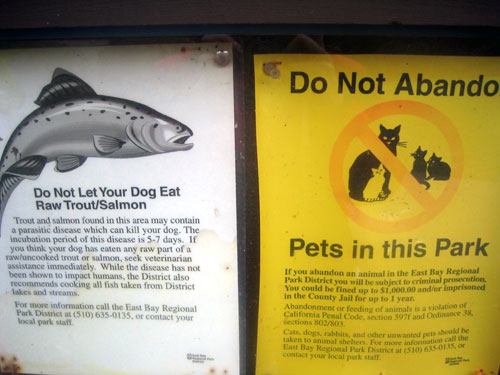 Do Not Let Your Dog Eat
Raw Trout/Salmon
Trout and salmon found in this area may contain
a parasitic disease which can kill your dog. The
incubation period of this disease is 5-7 days. If
you think your dog has eaten any raw part of a
raw/uncooked trout or salmon, seek veterinarian
assistance immediately. While the disease has not
been shown to impact humans, the District also
recommends cooking all fish taken from District
lakes and streams.
For more information call the East Bay Regional
Park District at (510) 635-0135, or contact your
local park staff.
Do Not Abando
Pets in this Park
If you abandon an animal in the East Bay Regional
Park District you will be subject to criminal prosecution.
You could be fined up to $1,000.00 and/or imprisoned
in the County Jail for up to 1 year.
Abandonment or feeding of animals is a violation of
California Penal Code, section 597f and Ordinance 38,
sections 802/803.
Cats, dogs, rabbits, and other unwanted pets should be
taken to animal shelters. For more information call the
East Bay Regional Park District at (510) 635-0135, or
contact your local park staff.